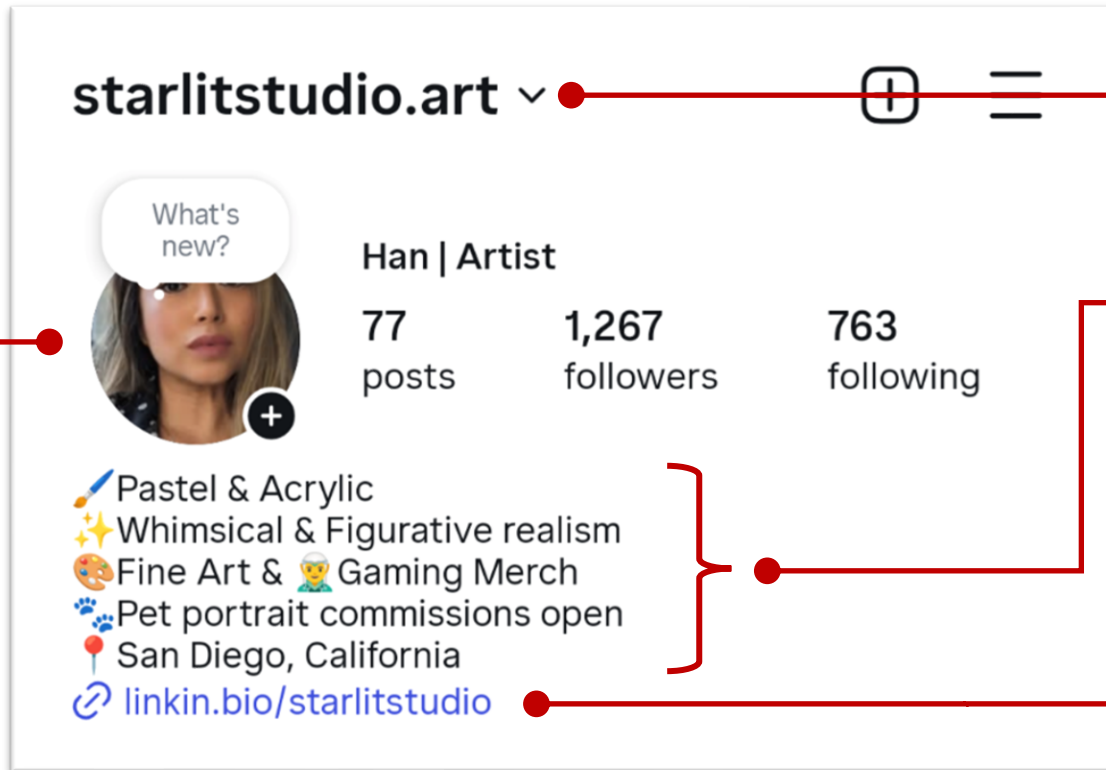 starlitstudio.art
What's
new?
Han | Artist
77
1,267
763
posts
followers
following
🖌️Pastel & Acrylic
✨Whimsical & Figurative realism
🎨Fine Art & 🧝‍♂️Gaming Merch
🐾Pet portrait commissions open
📍San Diego, California
linkin.bio/starlitstudio